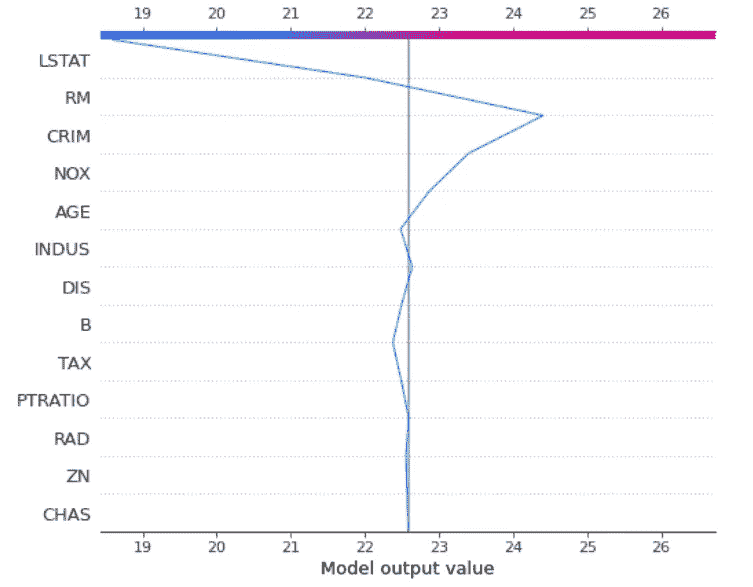 19 20 21 22 23 24 25 26
LSTAT
RM
CRIM
NOX
AGE
INDUS
DIS
B
TAX
PTRATIO
RAD
ZN
CHAS
19 20 21 22 23 24 25 26
Model output value